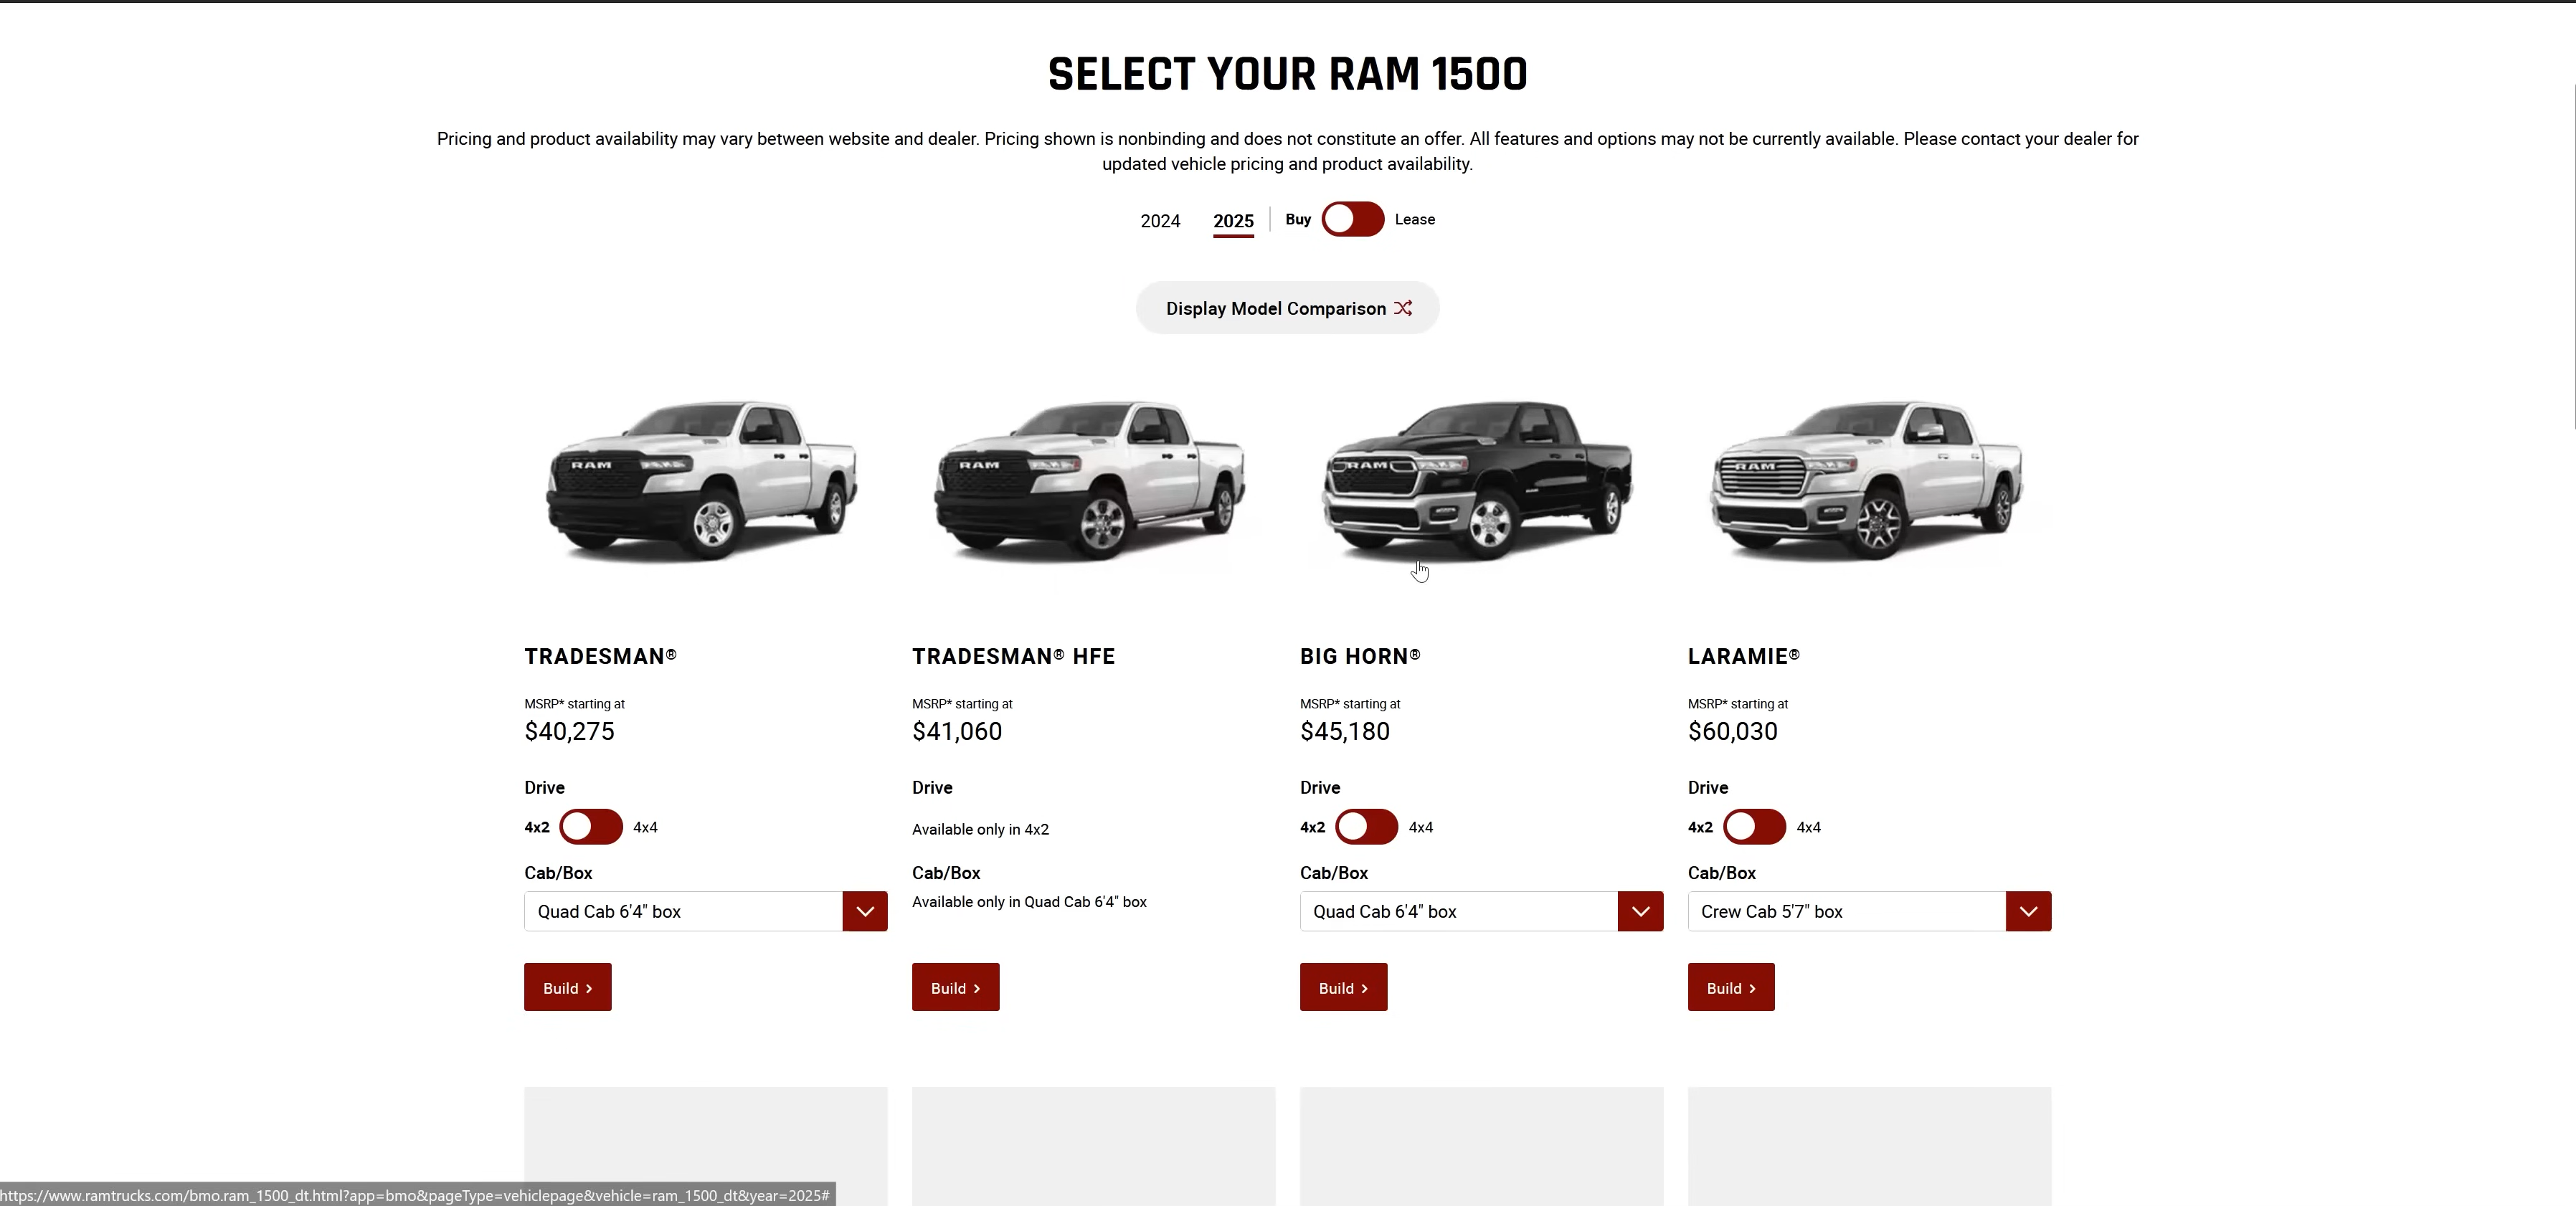 SELECT YOUR RAM 1500
Pricing and product availability may vary between website and dealer. Pricing shown is nonbinding and does not constitute an offer. All features and options may not be currently available. Please contact your dealer for
updated vehicle pricing and product availability.
2024 2025 Buy Lease
Display Model Comparison
RAM RAM RAM RAM
TRADESMAN® TRADESMAN® HFE BIG HORN® LARAMIE®
MSRP* starting at MSRP* starting at MSRP* starting at MSRP* starting at
$40,275 $41,060 $45,180 $60,030
Drive Drive Drive Drive
4x2 4x4 Available only in 4x2 4x2 4x4 4x2 4x4
Cab/Box Cab/Box Cab/Box Cab/Box
Quad Cab 6'4" box Available only in Quad Cab 6'4" box Quad Cab 6'4" box Crew Cab 5'7" box
Build > Build > Build > Build >
https://www.ramtrucks.com/bmo.ram_1500_dt.html?app=bmo&pageType=vehiclepage&vehicle=ram_1500_dt&year=2025#